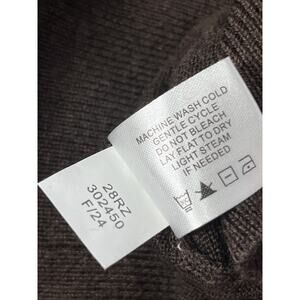 MACHINE WASH COLD
GENTLE CYCLE
DO NOT BLEACH
LAY FLAT TO DRY
LIGHT STEAM
IF NEEDED
28RZ
302450
F/24